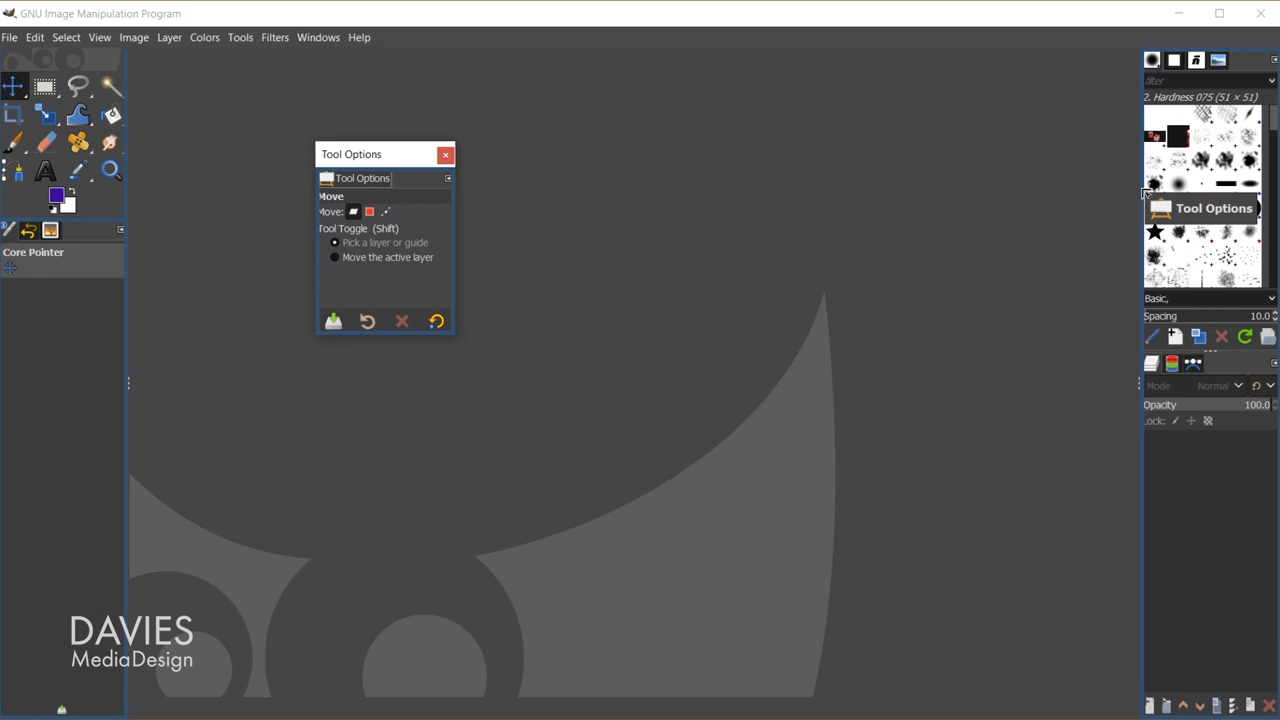 GNU Image Manipulation Program
File Edit Select View Image Layer Colors Tools Filters Windows Help
filter
2. Hardness 075 (51 × 51)
Tool Options
Tool Options
Move
Move:
Tool Toggle (Shift)
Pick a layer or guide
Move the active layer
Tool Options
Core Pointer
Basic,
Spacing 10.0
Mode Normal
Opacity 100.0
Lock:
DAVIES
MediaDesign